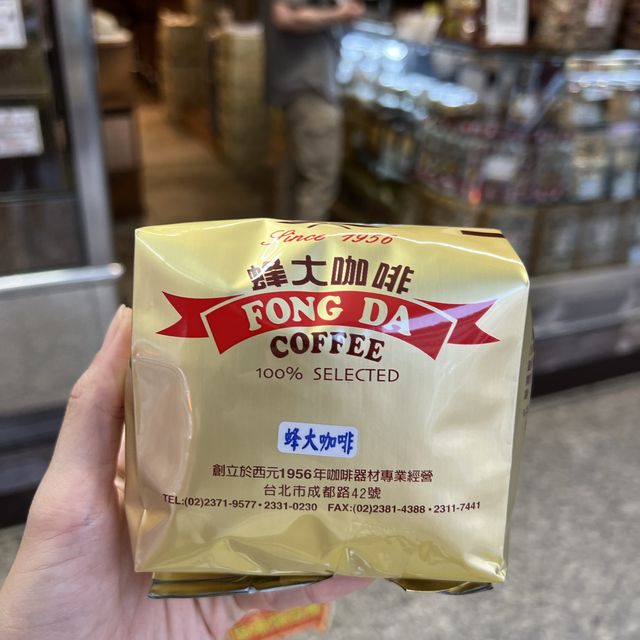 Since 1956
蜂大咖啡
FONG DA
COFFEE
100% SELECTED
蜂大咖啡
創立於西元1956年咖啡器材專業經營
台北市成都路42號
TEL:(02)2371-9577・2331-0230 FAX:(02)2381-4388・2311-7441